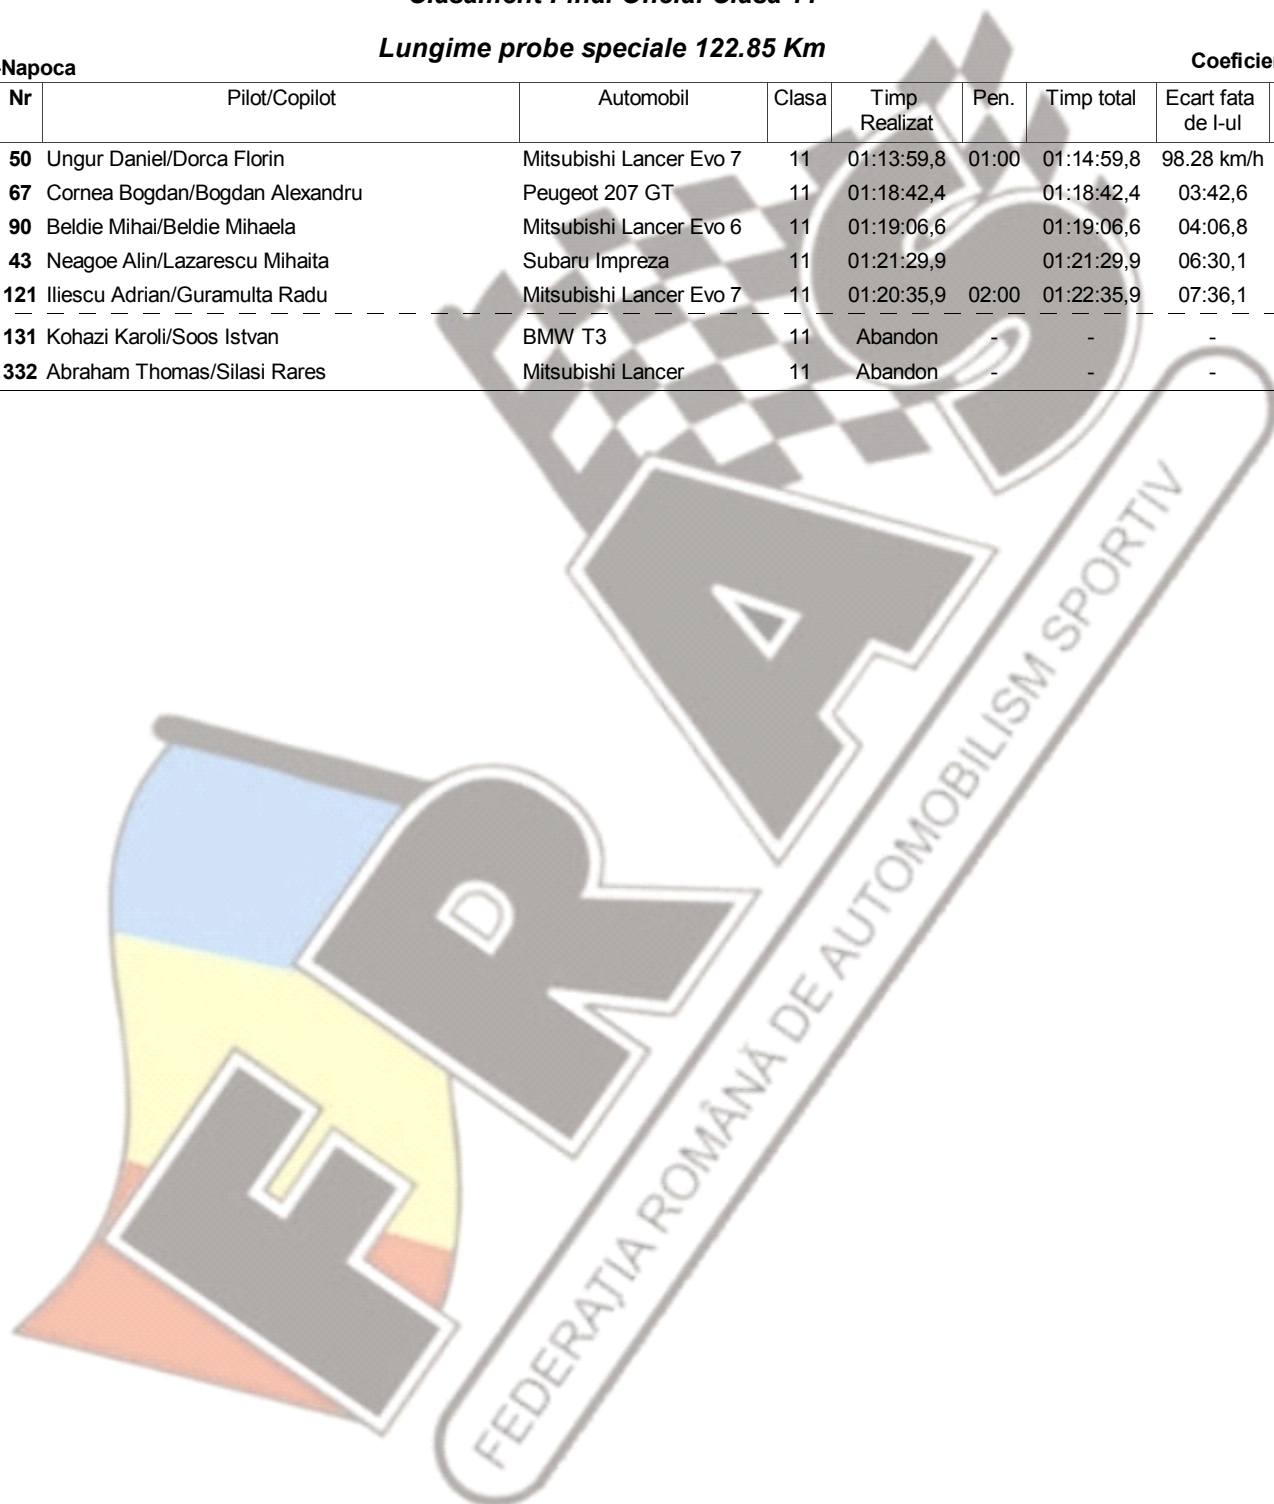 Clasament Final Oficial Clasa 11
Lungime probe speciale 122.85 Km
-Napoca
Nr Pilot/Copilot Automobil Clasa Timp Realizat Pen. Timp total Ecart fata de I-ul
50 Ungur Daniel/Dorca Florin Mitsubishi Lancer Evo 7 11 01:13:59,8 01:00 01:14:59,8 98.28 km/h
67 Cornea Bogdan/Bogdan Alexandru Peugeot 207 GT 11 01:18:42,4 01:18:42,4 03:42,6
90 Beldie Mihai/Beldie Mihaela Mitsubishi Lancer Evo 6 11 01:19:06,6 01:19:06,6 04:06,8
43 Neagoe Alin/Lazarescu Mihaita Subaru Impreza 11 01:21:29,9 01:21:29,9 06:30,1
121 Iliescu Adrian/Guramulta Radu Mitsubishi Lancer Evo 7 11 01:20:35,9 02:00 01:22:35,9 07:36,1
131 Kohazi Karoli/Soos Istvan BMW T3 11 Abandon - - -
332 Abraham Thomas/Silasi Rares Mitsubishi Lancer 11 Abandon - - -
FRAS
FEDERAȚIA ROMÂNĂ DE AUTOMOBILISM SPORTIV